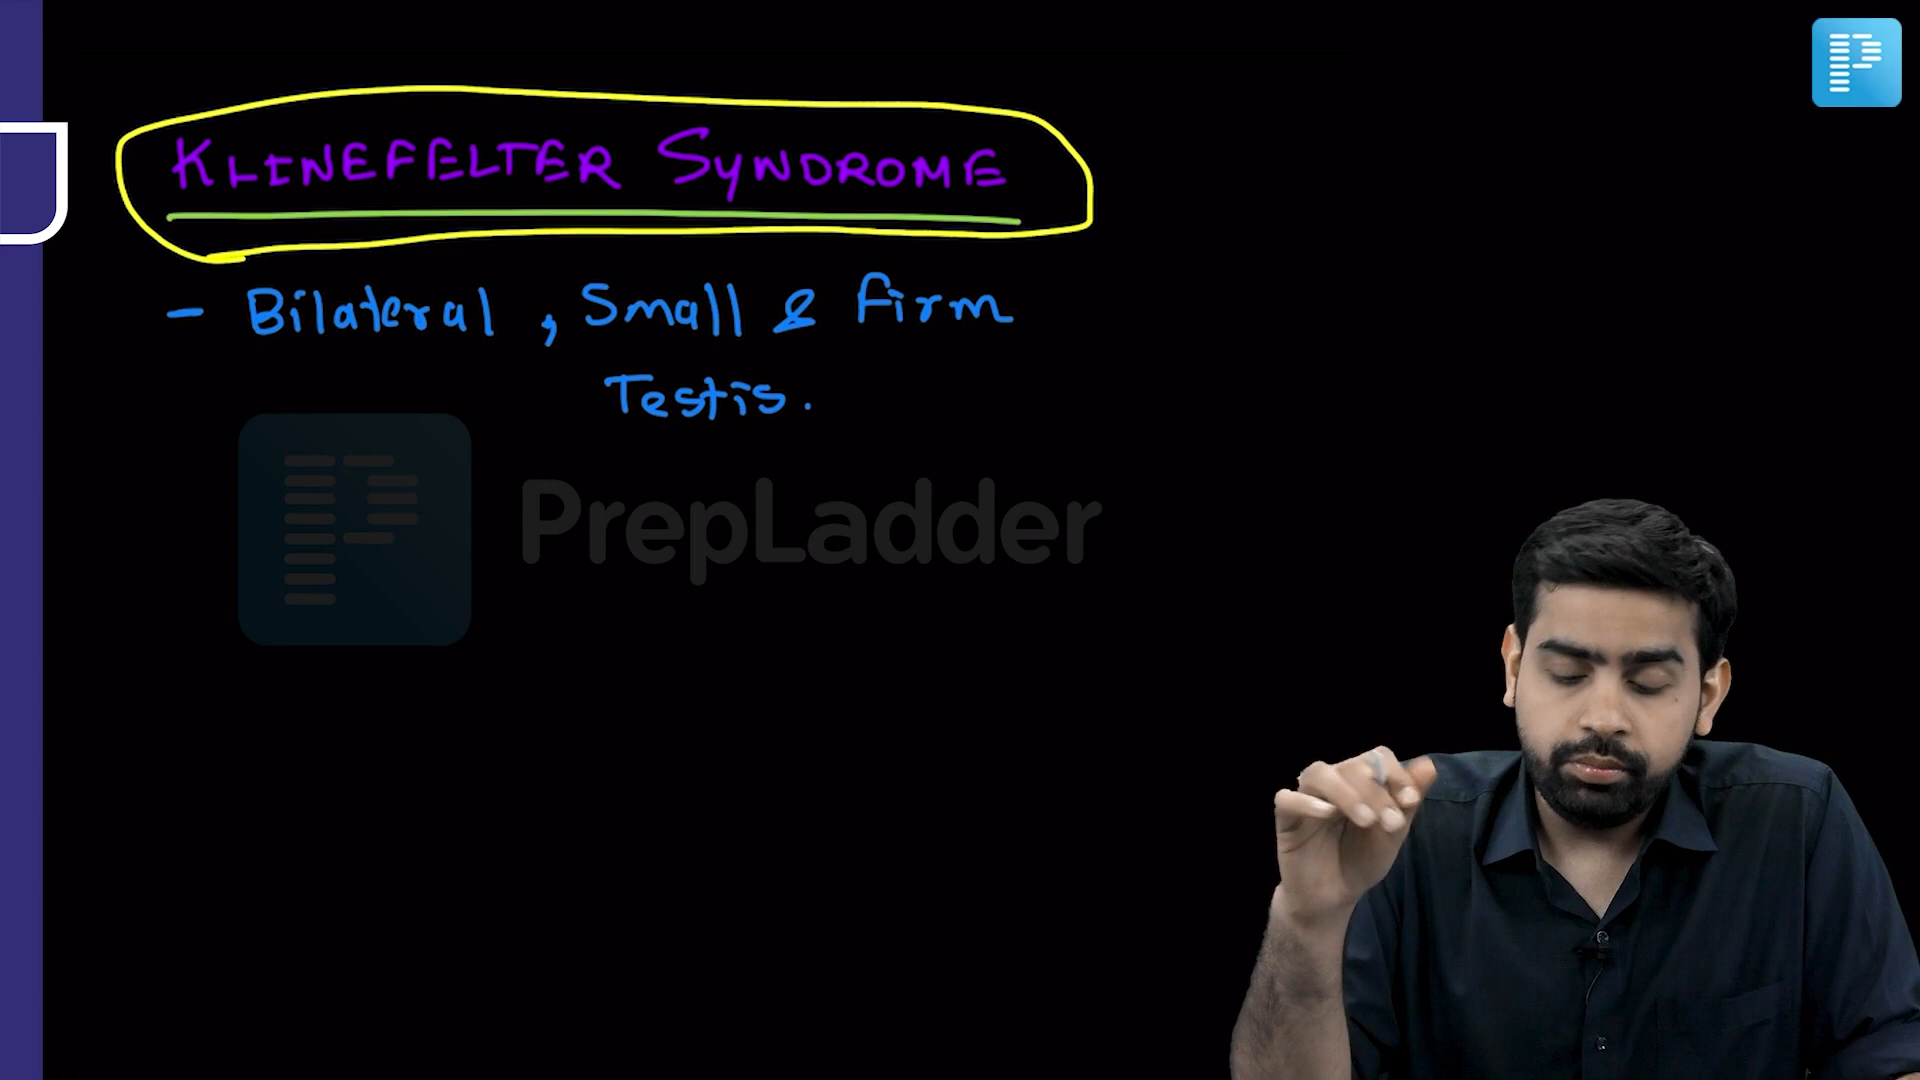 KLINEFELTER SYNDROME
- Bilateral, Small & firm
Testis.
PrepLadder